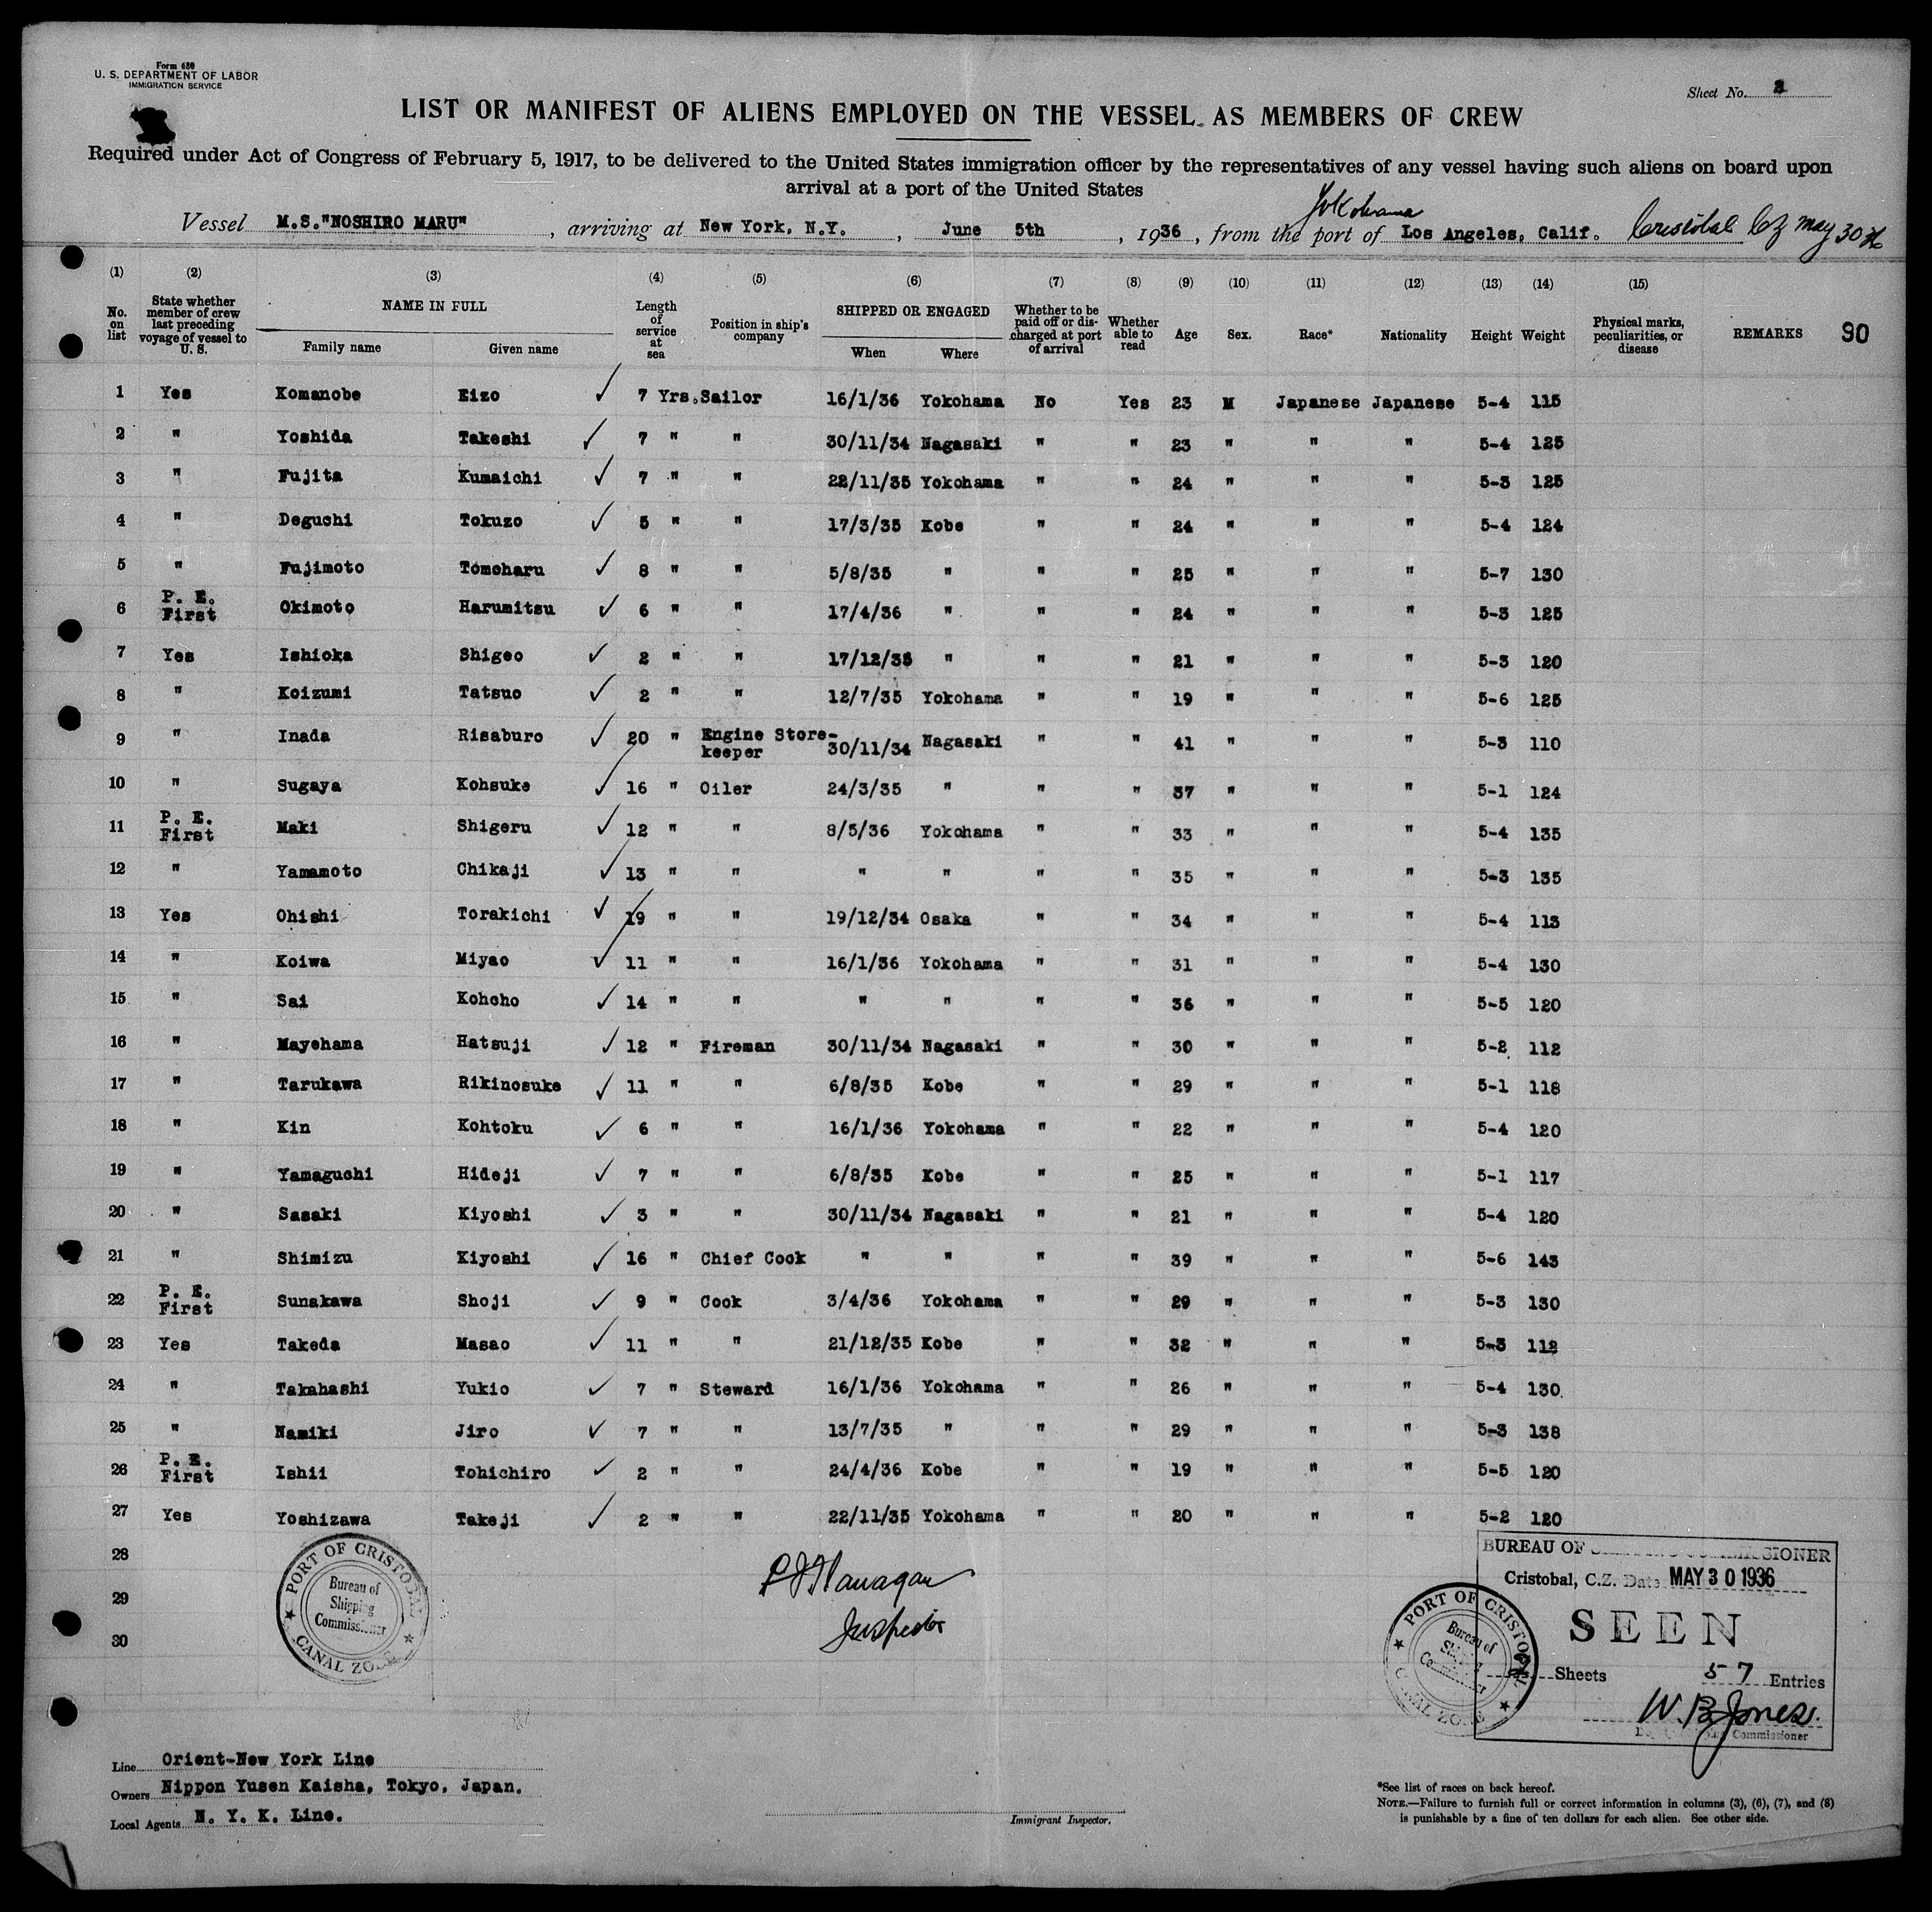 Form 680
U. S. DEPARTMENT OF LABOR
IMMIGRATION SERVICE
Sheet No.
LIST OR MANIFEST OF ALIENS EMPLOYED ON THE VESSEL AS MEMBERS OF CREW
Required under Act of Congress of February 5, 1917, to be delivered to the United States immigration officer by the representatives of any vessel having such aliens on board upon
arrival at a port of the United States
Yokohama
Vessel M.S."NOSHIRO MARU", arriving at New York, N.Y., June 5th, 1936, from the port of Los Angeles, Calif. Cristobal Cz May 30 36
(1) (2) (3) (4) (5) (6) (7) (8) (9) (10) (11) (12) (13) (14) (15)
No. on list State whether member of crew last preceding voyage of vessel to U. S. NAME IN FULL Family name Given name Length of service at sea Position in ship's company SHIPPED OR ENGAGED When Where Whether to be paid off or discharged at port of arrival Whether able to read Age Sex. Race* Nationality Height Weight Physical marks, peculiarities, or disease REMARKS 90
1 Yes Komanobe Eizo ✓ 7 Yrs. Sailor 16/1/36 Yokohama No Yes 23 M Japanese Japanese 5-4 115
2 " Yoshida Takeshi ✓ 7 " " 30/11/34 Nagasaki " " 23 " " " 5-4 125
3 " Fujita Kumaichi ✓ 7 " " 22/11/35 Yokohama " " 24 " " " 5-3 125
4 " Deguchi Tokuzo ✓ 5 " " 17/3/35 Kobe " " 24 " " " 5-4 124
5 " Fujimoto Tomoharu ✓ 8 " " 5/8/35 " " " 25 " " " 5-7 130
6 P. E. First Okimoto Harumitsu ✓ 6 " " 17/4/36 " " " 24 " " " 5-3 125
7 Yes Ishioka Shigeo ✓ 2 " " 17/12/35 " " " 21 " " " 5-3 120
8 " Koizumi Tatsuo ✓ 2 " " 12/7/35 Yokohama " " 19 " " " 5-6 125
9 " Inada Risaburo ✓ 20 " Engine Store-keeper 30/11/34 Nagasaki " " 41 " " " 5-3 110
10 " Sugaya Kohsuke ✓ 16 " Oiler 24/3/35 " " " 37 " " " 5-1 124
11 P. E. First Maki Shigeru ✓ 12 " " 8/5/36 Yokohama " " 33 " " " 5-4 135
12 " Yamamoto Chikaji ✓ 13 " " " " " " 35 " " " 5-3 135
13 Yes Ohishi Torakichi ✓ 19 " " 19/12/34 Osaka " " 34 " " " 5-4 113
14 " Koiwa Miyao ✓ 11 " " 16/1/36 Yokohama " " 31 " " " 5-4 130
15 " Sai Kohcho ✓ 14 " " " " " " 36 " " " 5-5 120
16 " Mayehama Hatsuji ✓ 12 " Fireman 30/11/34 Nagasaki " " 30 " " " 5-2 112
17 " Tarukawa Rikinosuke ✓ 11 " " 6/8/35 Kobe " " 29 " " " 5-1 118
18 " Kin Kohtoku ✓ 6 " " 16/1/36 Yokohama " " 22 " " " 5-4 120
19 " Yamaguchi Hideji ✓ 7 " " 6/8/35 Kobe " " 25 " " " 5-1 117
20 " Sasaki Kiyoshi ✓ 3 " " 30/11/34 Nagasaki " " 21 " " " 5-4 120
21 " Shimizu Kiyoshi ✓ 16 " Chief Cook " " " " 39 " " " 5-6 143
22 P. E. First Sunakawa Shoji ✓ 9 " Cook 3/4/36 Yokohama " " 29 " " " 5-3 130
23 Yes Takeda Masao ✓ 11 " " 21/12/35 Kobe " " 32 " " " 5-3 112
24 " Takahashi Yukio ✓ 7 " Steward 16/1/36 Yokohama " " 26 " " " 5-4 130
25 " Namiki Jiro ✓ 7 " " 13/7/35 " " " 29 " " " 5-3 138
26 P. E. First Ishii Tohichiro ✓ 2 " " 24/4/36 Kobe " " 19 " " " 5-5 120
27 Yes Yoshizawa Takeji ✓ 2 " " 22/11/35 Yokohama " " 20 " " " 5-2 120
28
29
30
PORT OF CRISTOBAL
Bureau of
Shipping
Commissioner
CANAL ZONE
P J Flanagan
Inspector
BUREAU OF SHIPPING COMMISSIONER
Cristobal, C.Z. Date MAY 30 1936
SEEN
Sheets 57 Entries
W. B. Jones.
Commissioner
PORT OF CRISTOBAL
Bureau of
Shipping
Commissioner
CANAL ZONE
Line Orient-New York Line
Owners Nippon Yusen Kaisha, Tokyo, Japan.
Local Agents N. Y. K. Line.
Immigrant Inspector.
*See list of races on back hereof.
NOTE.—Failure to furnish full or correct information in columns (3), (6), (7), and (8)
is punishable by a fine of ten dollars for each alien. See other side.